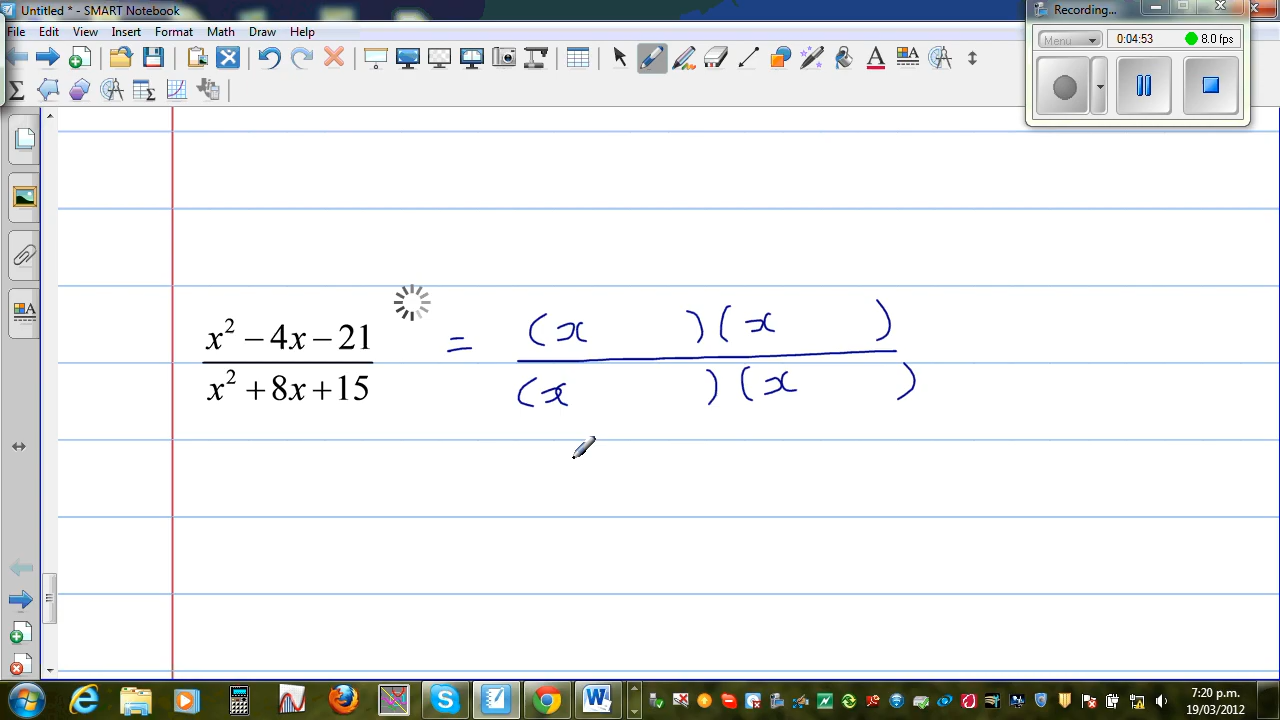 Untitled * - SMART Notebook
Recording...
File Edit View Insert Format Math Draw Help
Menu
0:04:53
8.0 fps
x² − 4x − 21
x² + 8x + 15
=
(x )(x )
(x )(x )
7:20 p.m.
19/03/2012